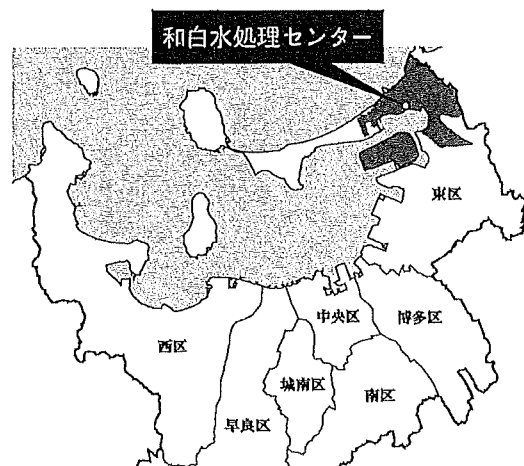 和白水処理センター
東区
中央区
博多区
西区
城南区
南区
早良区